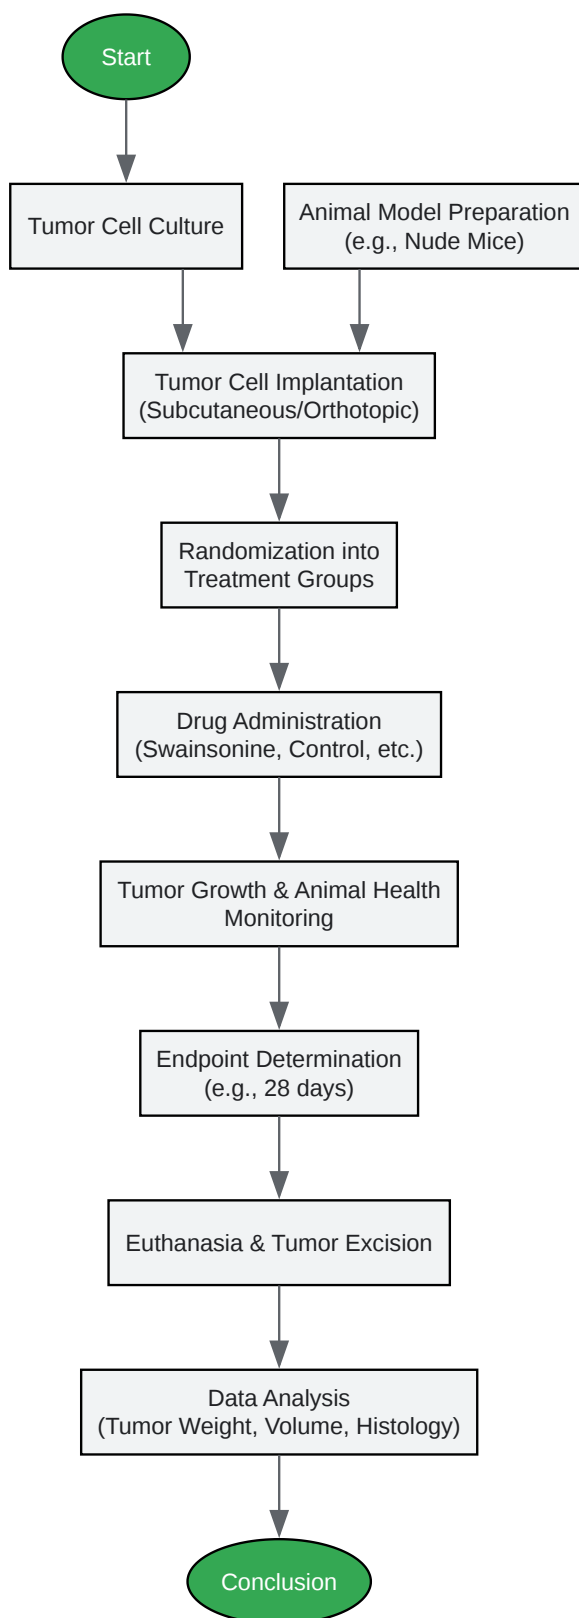 Start
Tumor Cell Culture
Animal Model Preparation
(e.g., Nude Mice)
Tumor Cell Implantation
(Subcutaneous/Orthotopic)
Randomization into
Treatment Groups
Drug Administration
(Swainsonine, Control, etc.)
Tumor Growth & Animal Health
Monitoring
Endpoint Determination
(e.g., 28 days)
Euthanasia & Tumor Excision
Data Analysis
(Tumor Weight, Volume, Histology)
Conclusion